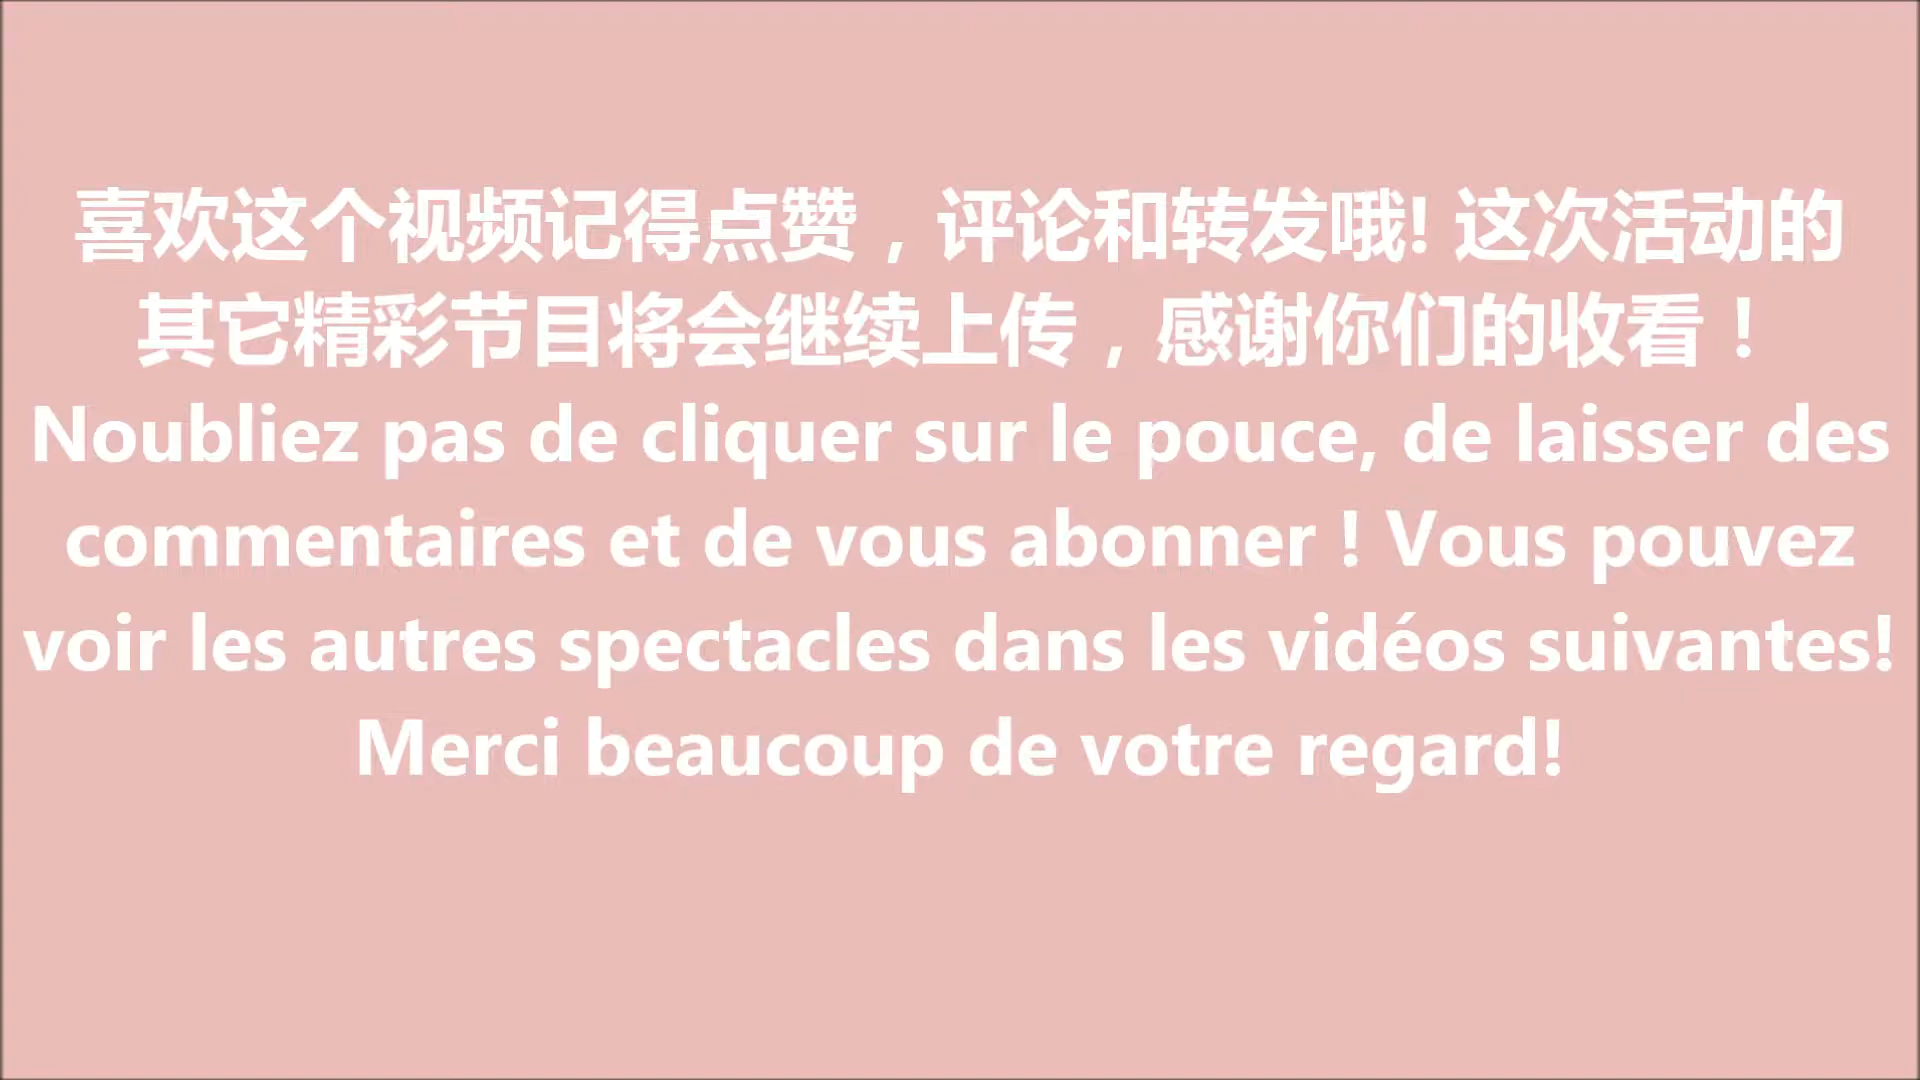 喜欢这个视频记得点赞，评论和转发哦! 这次活动的
其它精彩节目将会继续上传，感谢你们的收看！
Noubliez pas de cliquer sur le pouce, de laisser des
commentaires et de vous abonner ! Vous pouvez
voir les autres spectacles dans les vidéos suivantes!
Merci beaucoup de votre regard!